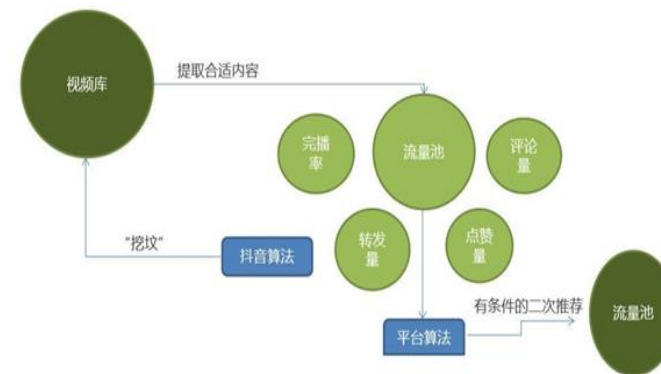 视频库
提取合适内容
完播
率
流量池
评论
量
"挖坟"
抖音算法
转发
量
点赞
量
有条件的二次推荐
平台算法
流量池